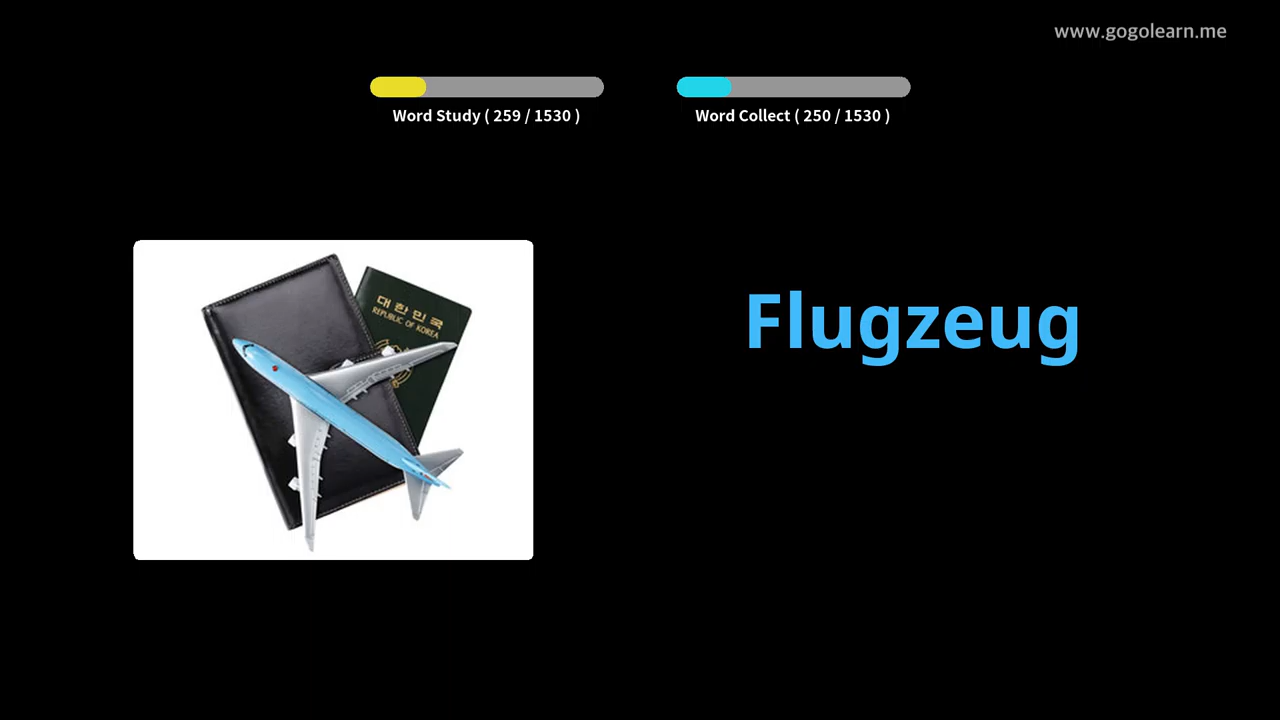 www.gogolearn.me
Word Study ( 259 / 1530 )
Word Collect ( 250 / 1530 )
대한민국
REPUBLIC OF KOREA
Flugzeug